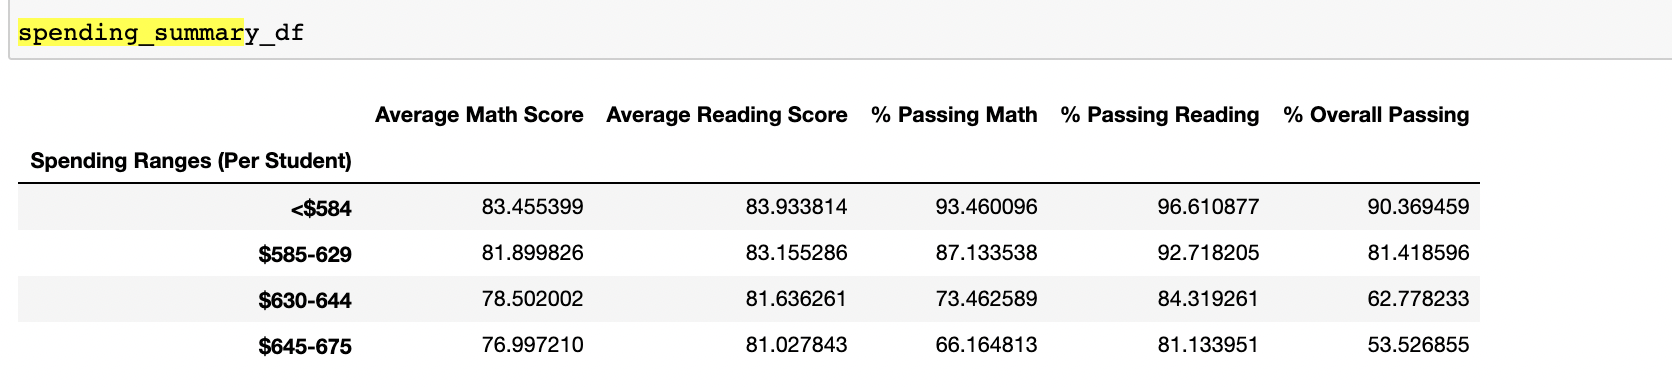 spending_summary_df
Average Math Score Average Reading Score % Passing Math % Passing Reading % Overall Passing
Spending Ranges (Per Student)
<$584 83.455399 83.933814 93.460096 96.610877 90.369459
$585-629 81.899826 83.155286 87.133538 92.718205 81.418596
$630-644 78.502002 81.636261 73.462589 84.319261 62.778233
$645-675 76.997210 81.027843 66.164813 81.133951 53.526855